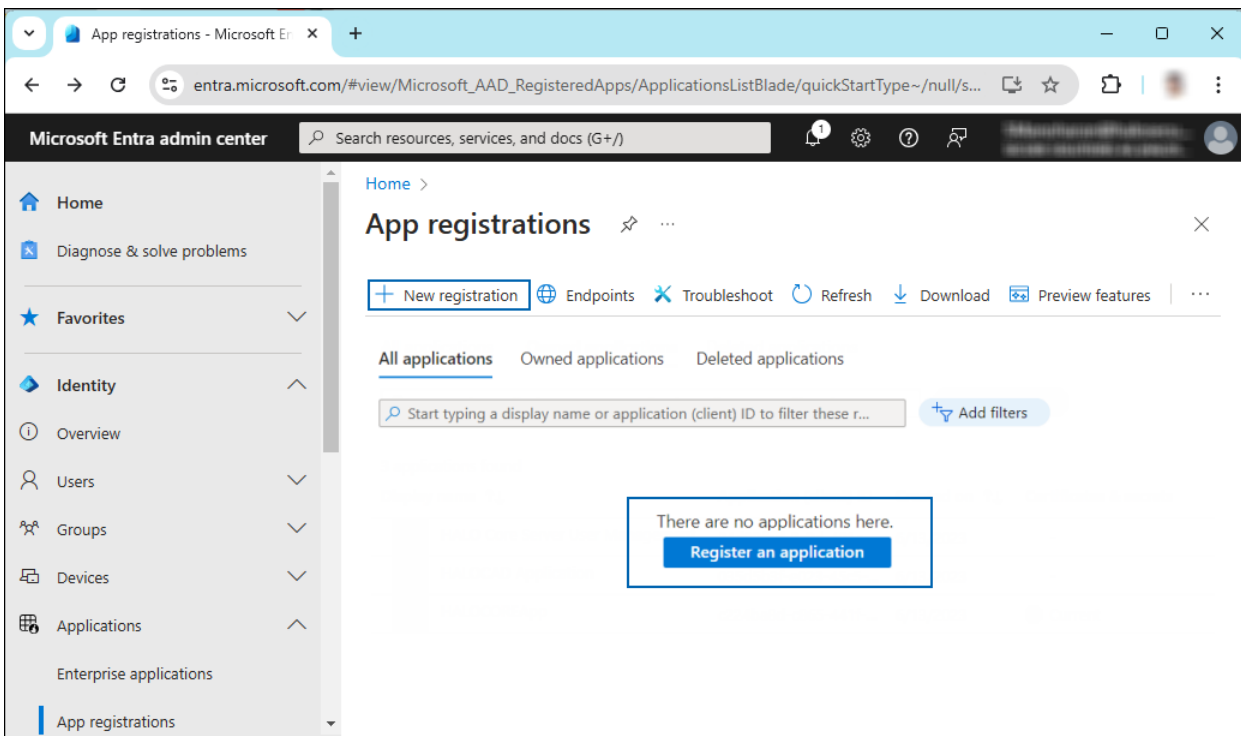 App registrations - Microsoft En
entra.microsoft.com/#view/Microsoft_AAD_RegisteredApps/ApplicationsListBlade/quickStartType~/null/s...
Microsoft Entra admin center
Search resources, services, and docs (G+/)
1
Home
Diagnose & solve problems
Favorites
Identity
Overview
Users
Groups
Devices
Applications
Enterprise applications
App registrations
Home >
App registrations
...
New registration Endpoints Troubleshoot Refresh Download Preview features ...
All applications Owned applications Deleted applications
Start typing a display name or application (client) ID to filter these r...
Add filters
There are no applications here.
Register an application